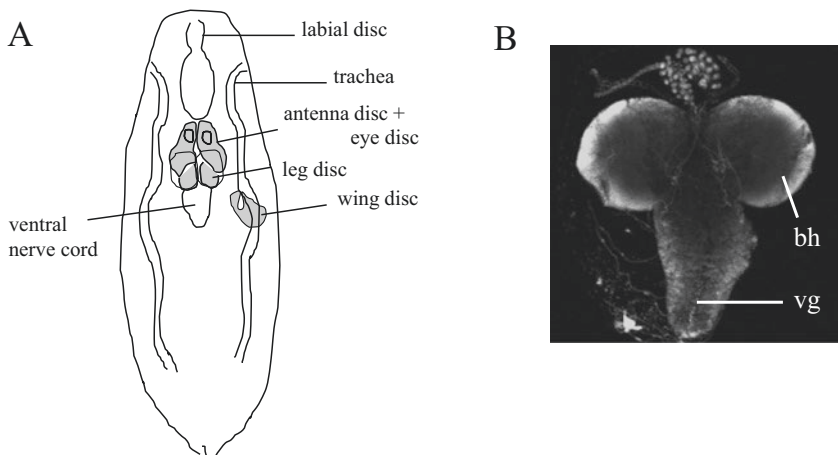 A
labial disc
trachea
antenna disc +
eye disc
leg disc
wing disc
ventral
nerve cord
B
bh
vg